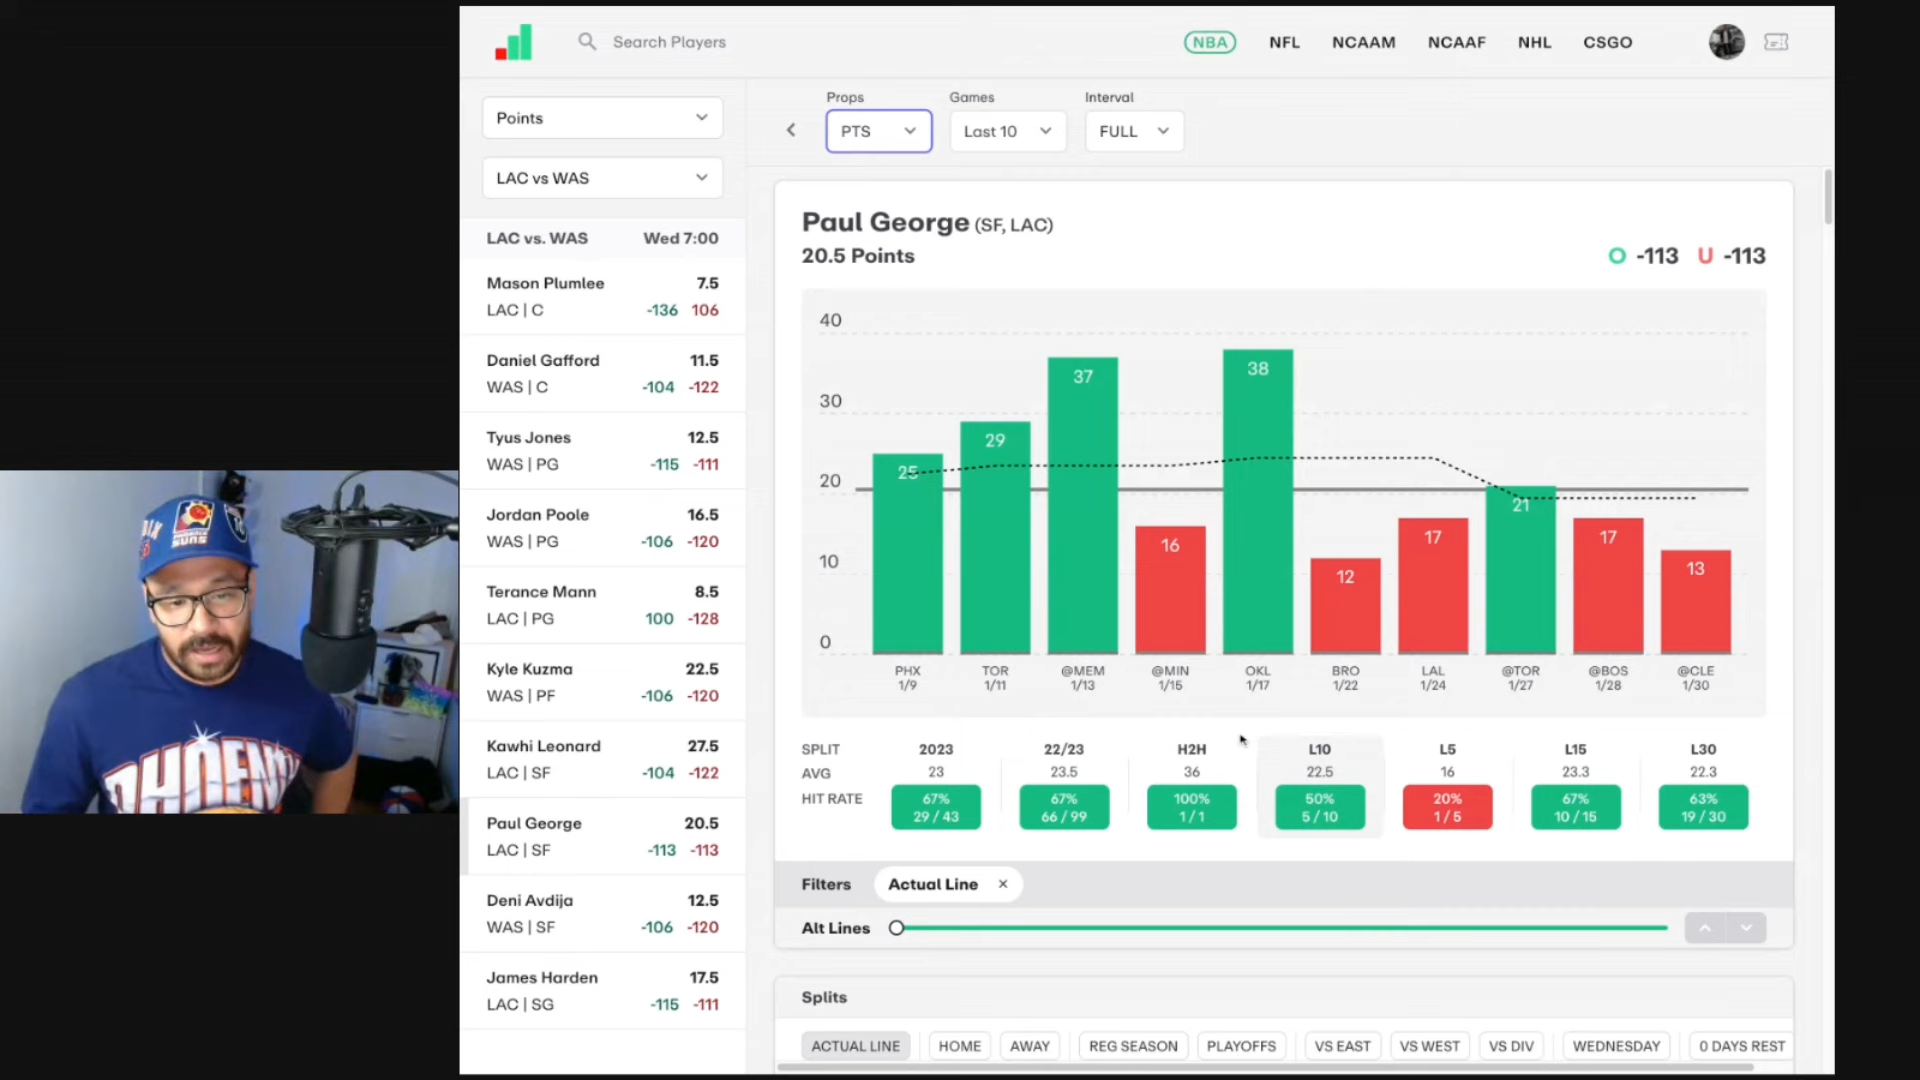 Search Players
NBA NFL NCAAM NCAAF NHL CSGO
Points
LAC vs WAS
Props Games Interval
PTS Last 10 FULL
LAC vs. WAS Wed 7:00
Mason Plumlee 7.5
LAC | C -136 106
Daniel Gafford 11.5
WAS | C -104 -122
Tyus Jones 12.5
WAS | PG -115 -111
Jordan Poole 16.5
WAS | PG -106 -120
Terance Mann 8.5
LAC | PG 100 -128
Kyle Kuzma 22.5
WAS | PF -106 -120
Kawhi Leonard 27.5
LAC | SF -104 -122
Paul George 20.5
LAC | SF -113 -113
Deni Avdija 12.5
WAS | SF -106 -120
James Harden 17.5
LAC | SG -115 -111
Paul George (SF, LAC)
20.5 Points O -113 U -113
40
30
20
10
0
25 29 37 16 38 12 17 21 17 13
PHX TOR @MEM @MIN OKL BRO LAL @TOR @BOS @CLE
1/9 1/11 1/13 1/15 1/17 1/22 1/24 1/27 1/28 1/30
SPLIT 2023 22/23 H2H L10 L5 L15 L30
AVG 23 23.5 36 22.5 16 23.3 22.3
HIT RATE 67% 67% 100% 50% 20% 67% 63%
29 / 43 66 / 99 1 / 1 5 / 10 1 / 5 10 / 15 19 / 30
Filters Actual Line ×
Alt Lines
Splits
ACTUAL LINE HOME AWAY REG SEASON PLAYOFFS VS EAST VS WEST VS DIV WEDNESDAY 0 DAYS REST
PHOENIX
SUNS
PHOENIX